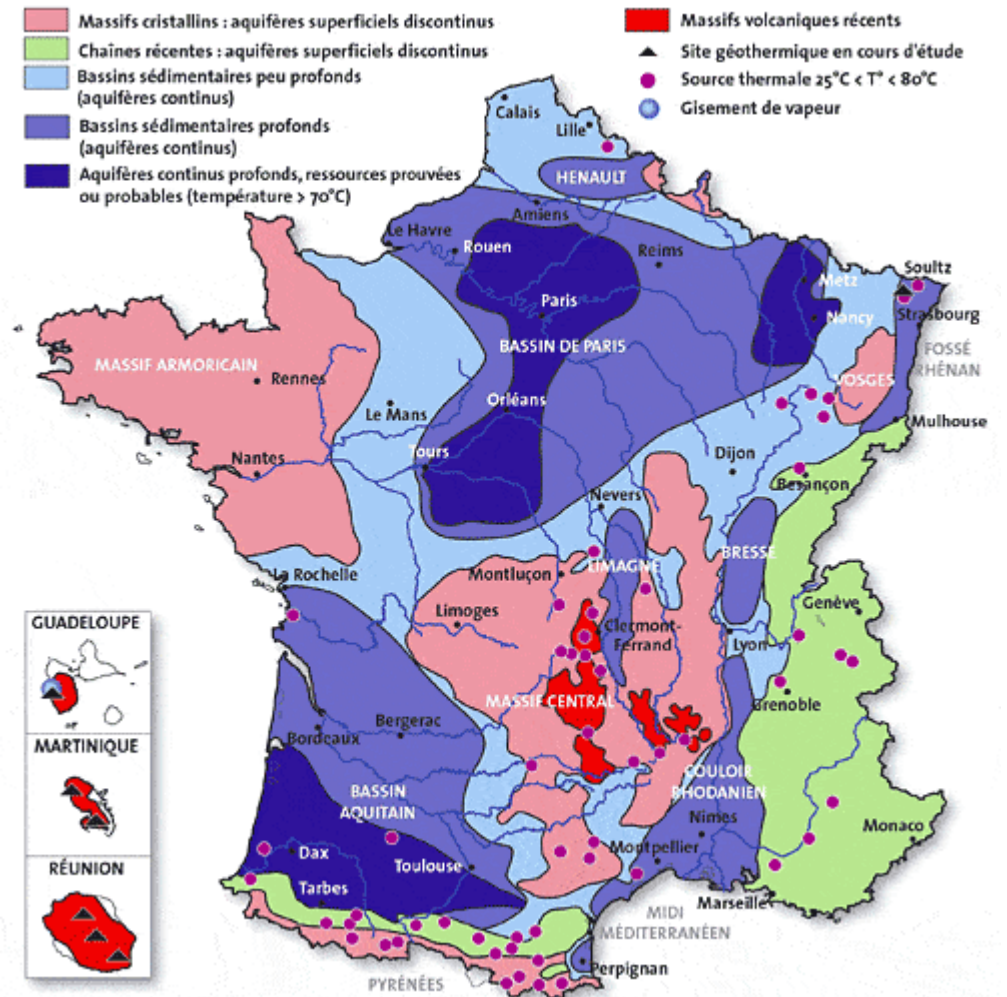 Massifs cristallins : aquifères superficiels discontinus
Chaînes récentes : aquifères superficiels discontinus
Bassins sédimentaires peu profonds
(aquifères continus)
Bassins sédimentaires profonds
(aquifères continus)
Aquifères continus profonds, ressources prouvées
ou probables (température > 70°C)
Massifs volcaniques récents
Site géothermique en cours d'étude
Source thermale 25°C < T° < 80°C
Gisement de vapeur
Calais
Lille
HENAULT
Amiens
Le Havre
Rouen
Reims
Metz
Soultz
Paris
Nancy
Strasbourg
BASSIN DE PARIS
FOSSÉ
RHÉNAN
MASSIF ARMORICAIN
Rennes
VOSGES
Orléans
Le Mans
Mulhouse
Tours
Dijon
Nantes
Besançon
Nevers
BRESSE
LIMAGNE
La Rochelle
Montluçon
Genève
Limoges
Clermont-
Ferrand
Lyon
MASSIF CENTRAL
Grenoble
Bergerac
Bordeaux
COULOIR
RHODANIEN
BASSIN
AQUITAIN
Nimes
Monaco
Montpellier
Dax
Toulouse
Tarbes
Marseille
MIDI
MÉDITERRANÉEN
Perpignan
PYRÉNÉES
GUADELOUPE
MARTINIQUE
RÉUNION